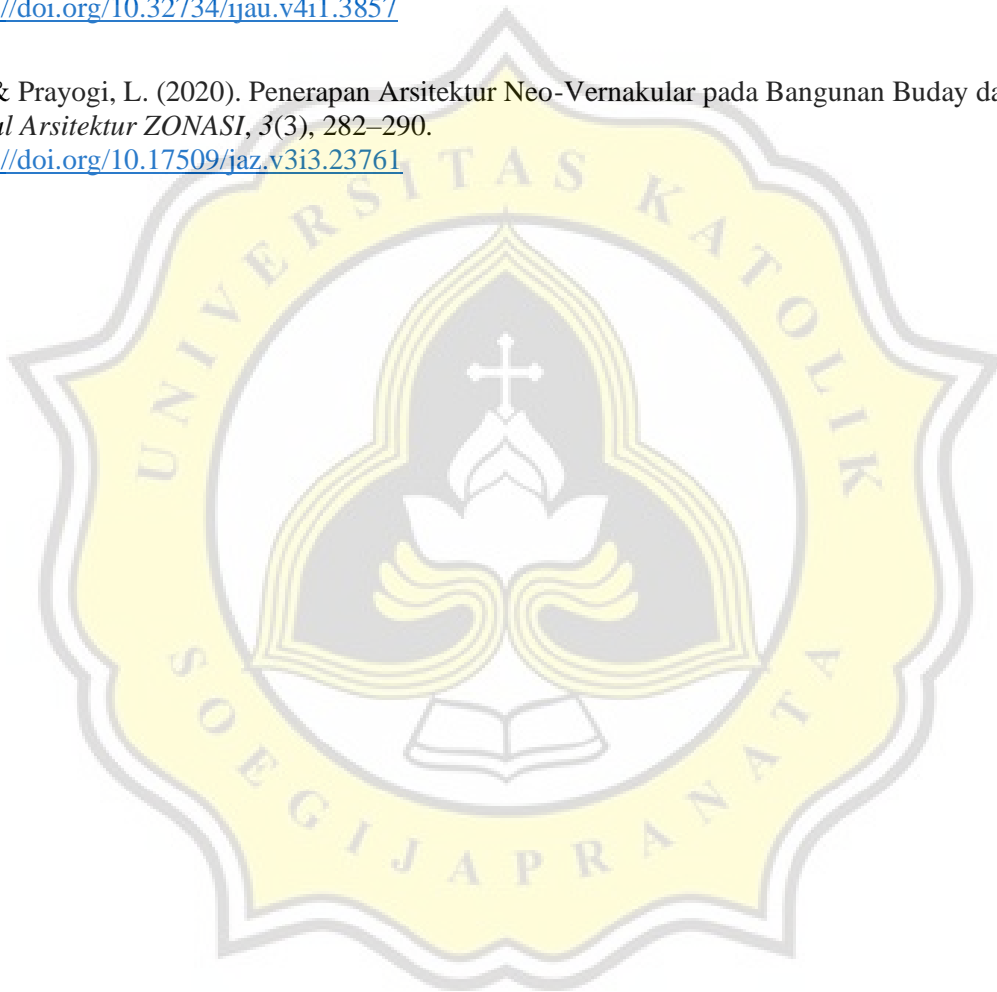 //doi.org/10.32734/ijau.v4i1.3857
& Prayogi, L. (2020). Penerapan Arsitektur Neo-Vernakular pada Bangunan Buday da
al Arsitektur ZONASI, 3(3), 282–290.
//doi.org/10.17509/jaz.v3i3.23761
UNIVERSITAS KATOLIK
SOEGIJAPRANATA